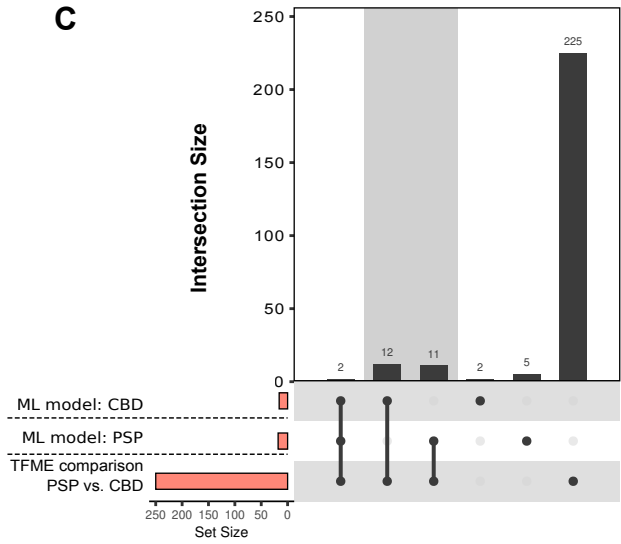 C
Intersection Size
250
200
150
100
50
0
2
12
11
2
5
225
ML model: CBD
ML model: PSP
TFME comparison
PSP vs. CBD
250 200 150 100 50 0
Set Size